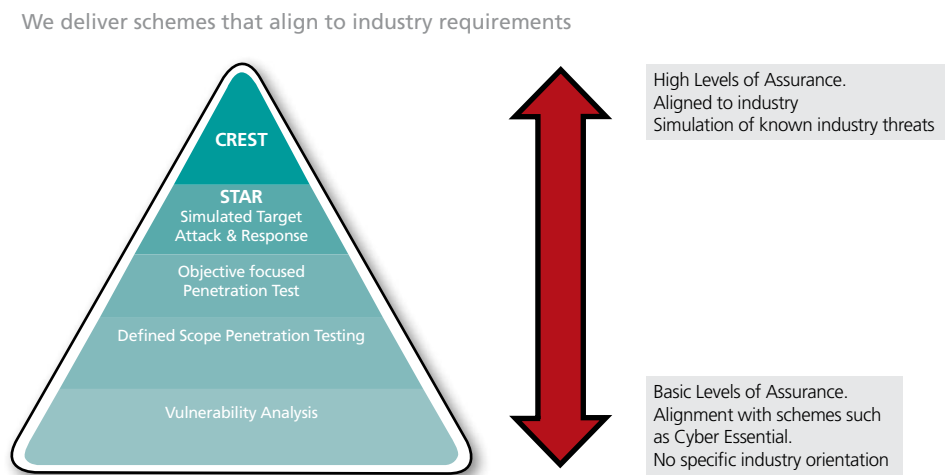 We deliver schemes that align to industry requirements
CREST
STAR
Simulated Target
Attack & Response
Objective focused
Penetration Test
Defined Scope Penetration Testing
Vulnerability Analysis
High Levels of Assurance.
Aligned to industry
Simulation of known industry threats
Basic Levels of Assurance.
Alignment with schemes such
as Cyber Essential.
No specific industry orientation